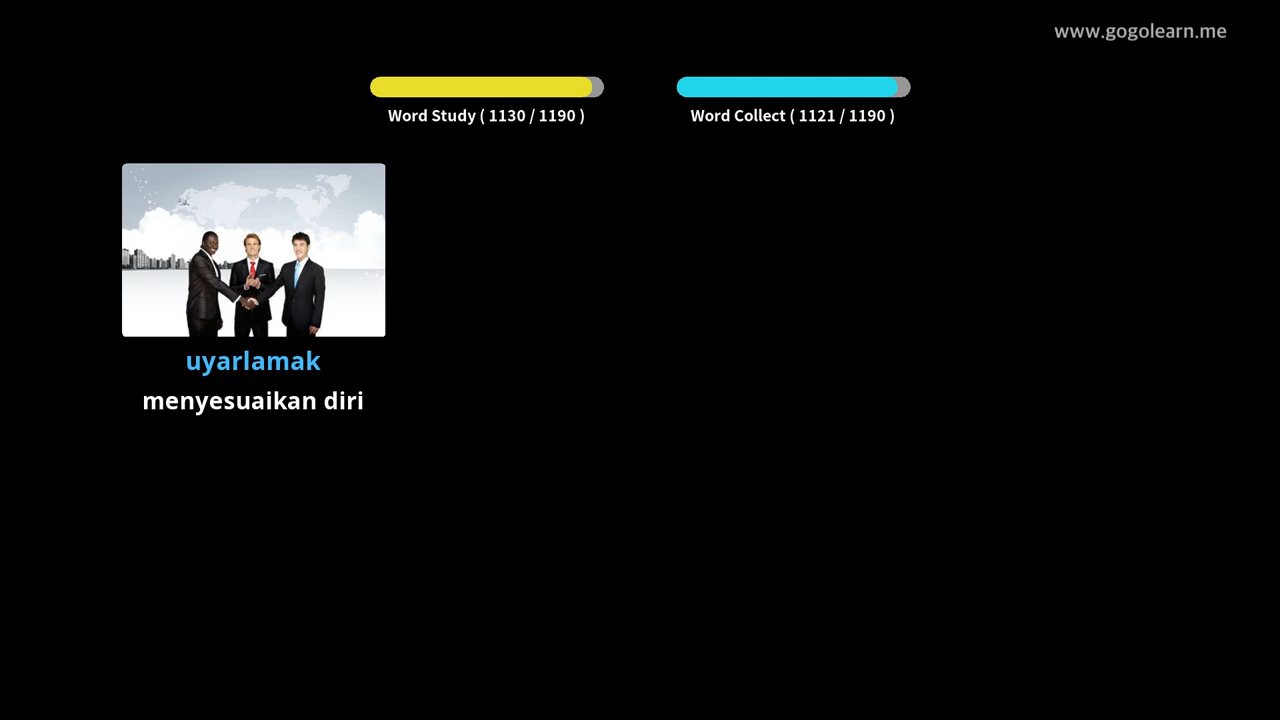 www.gogolearn.me
Word Study ( 1130 / 1190 )
Word Collect ( 1121 / 1190 )
uyarlamak
menyesuaikan diri